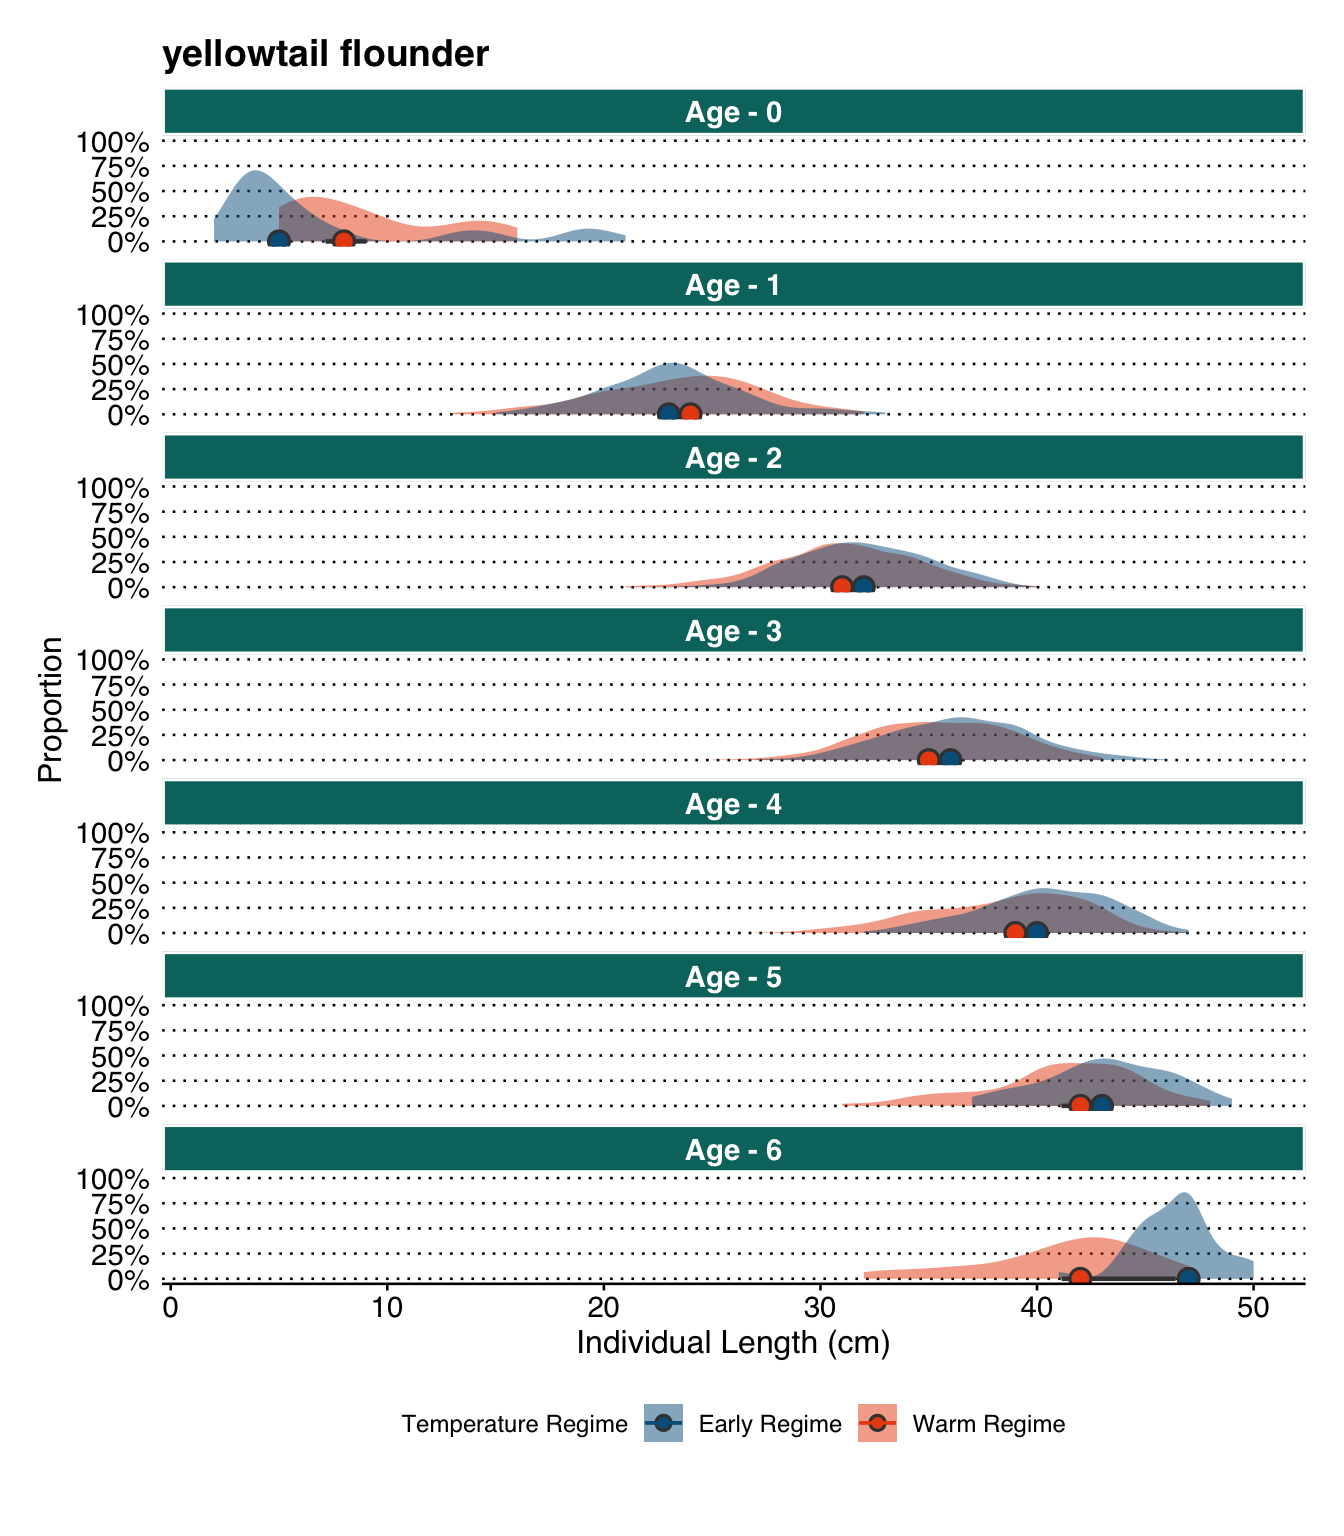 yellowtail flounder
Age - 0
100%
75%
50%
25%
0%
Age - 1
100%
75%
50%
25%
0%
Age - 2
100%
75%
50%
25%
0%
Age - 3
100%
75%
50%
25%
0%
Age - 4
100%
75%
50%
25%
0%
Age - 5
100%
75%
50%
25%
0%
Age - 6
100%
75%
50%
25%
0%
Proportion
0 10 20 30 40 50
Individual Length (cm)
Temperature Regime Early Regime Warm Regime